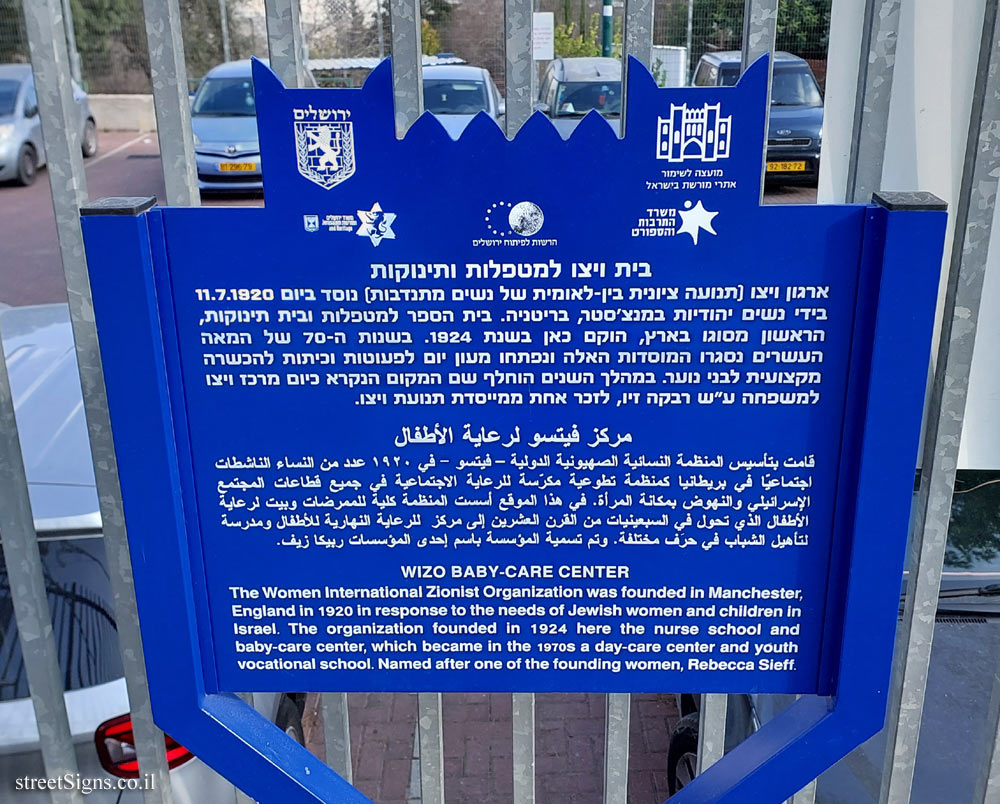 ירושלים
מועצה לשימור
אתרי מורשת בישראל
משרד
התרבות
והספורט
הרשות לפיתוח ירושלים
and Heritage
בית ויצו למטפלות ותינוקות
ארגון ויצו (תנועה ציונית בין-לאומית של נשים מתנדבות) נוסד ביום 11.7.1920
בידי נשים יהודיות במנצ'סטר, בריטניה. בית הספר למטפלות ובית תינוקות,
הראשון מסוגו בארץ, הוקם כאן בשנת 1924. בשנות ה-70 של המאה
העשרים נסגרו המוסדות האלה ונפתחו מעון יום לפעוטות וכיתות להכשרה
מקצועית לבני נוער. במהלך השנים הוחלף שם המקום הנקרא כיום מרכז ויצו
למשפחה ע"ש רבקה זיו, לזכר אחת ממייסדת תנועת ויצו.
مركز فيتسو لرعاية الأطفال
قامت بتأسيس المنظمة النسائية الصهيونية الدولية – فيتسو – في ١٩٢٠ عدد من النساء الناشطات
اجتماعيًا في بريطانيا كمنظمة تطوعية مكرّسة للرعاية الاجتماعية في جميع قطاعات المجتمع
الإسرائيلي والنهوض بمكانة المرأة. في هذا الموقع أسست المنظمة كلية للممرضات وبيت لرعاية
الأطفال الذي تحول في السبعينيات من القرن العشرين إلى مركز للرعاية النهارية للأطفال ومدرسة
لتأهيل الشباب في حرَف مختلفة. وتم تسمية المؤسسة باسم إحدى المؤسسات ربيكا زيف.
WIZO BABY-CARE CENTER
The Women International Zionist Organization was founded in Manchester,
England in 1920 in response to the needs of Jewish women and children in
Israel. The organization founded in 1924 here the nurse school and
baby-care center, which became in the 1970s a day-care center and youth
vocational school. Named after one of the founding women, Rebecca Sieff.
streetSigns.co.il